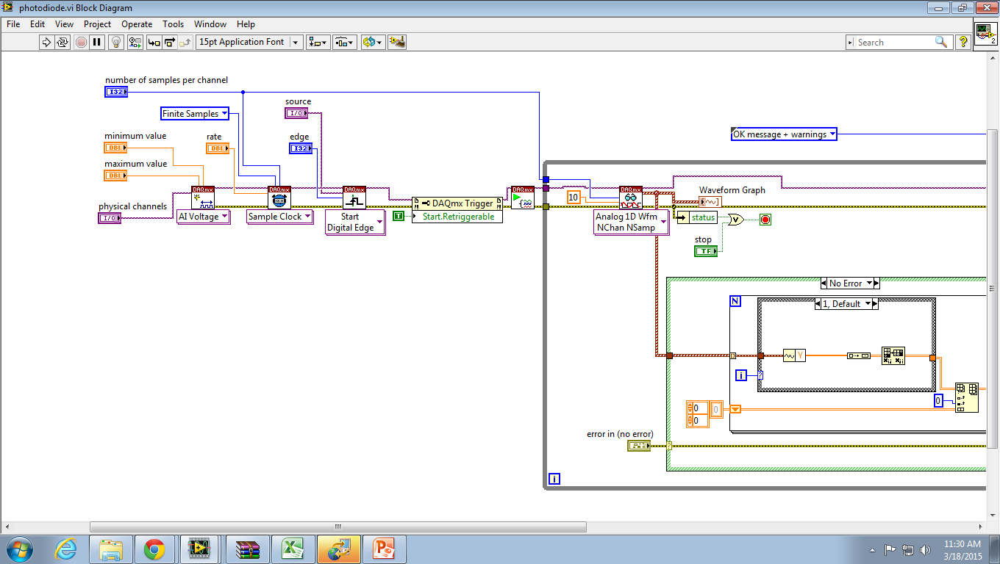 photodiode.vi Block Diagram
File Edit View Project Operate Tools Window Help
15pt Application Font
Search
?
2
number of samples per channel
I32
Finite Samples
source
I/O
OK message + warnings
minimum value
DBL
rate
DBL
edge
I32
maximum value
DBL
physical channels
I/O
DAQmx
AI Voltage
DAQmx
Sample Clock
DAQmx
Start
Digital Edge
T
DAQmx Trigger
Start.Retriggerable
DAQmx
10
DAQmx
Analog 1D Wfm
NChan NSamp
Waveform Graph
status
stop
TF
No Error
N
1, Default
Y
i
?
0
0
0
0
error in (no error)
?
i
11:30 AM
3/18/2015